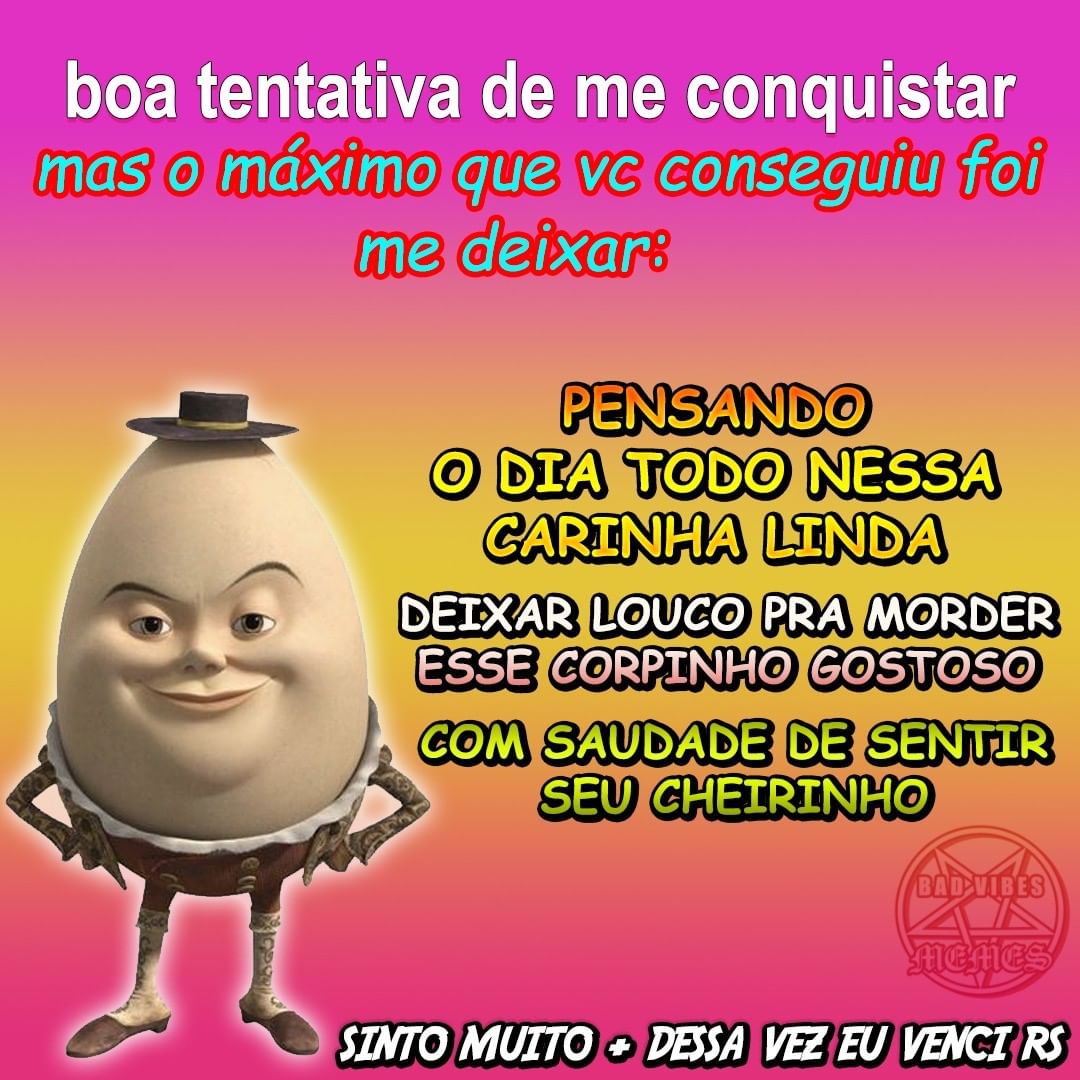 boa tentativa de me conquistar
mas o máximo que vc conseguiu foi
me deixar:
PENSANDO
O DIA TODO NESSA
CARINHA LINDA
DEIXAR LOUCO PRA MORDER
ESSE CORPINHO GOSTOSO
COM SAUDADE DE SENTIR
SEU CHEIRINHO
BAD VIBES
MEMES
SINTO MUITO + DESSA VEZ EU VENCI RS